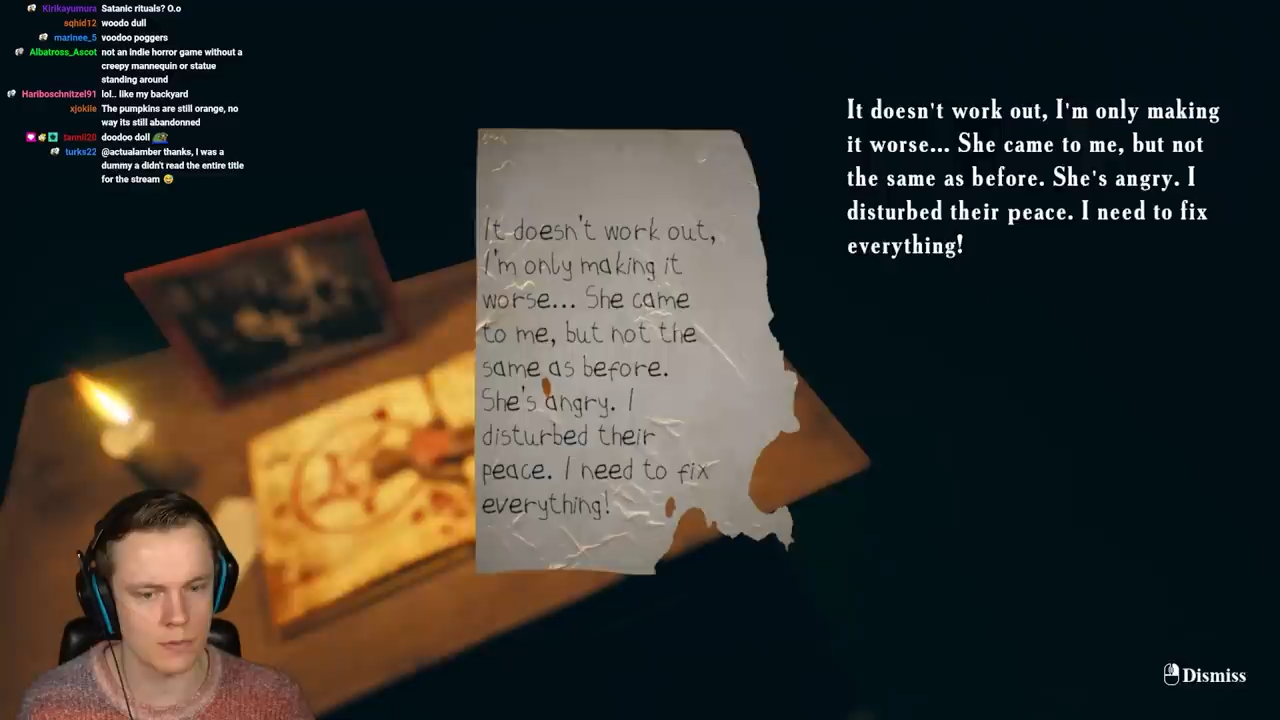 Kirikayumura Satanic rituals? O.o
sqhid12 woodo dull
marinee_5 voodoo poggers
Albatross_Ascot not an indie horror game without a
creepy mannequin or statue
standing around
Hariboschnitzel91 lol.. like my backyard
xjokile The pumpkins are still orange, no
way its still abandonned
tannii20 doodoo doll
turks22 @actualamber thanks, I was a
dummy a didn't read the entire title
for the stream
It doesn't work out,
I'm only making it
worse... She came
to me, but not the
same as before.
She's angry. I
disturbed their
peace. I need to fix
everything!
It doesn't work out, I'm only making
it worse... She came to me, but not
the same as before. She's angry. I
disturbed their peace. I need to fix
everything!
Dismiss